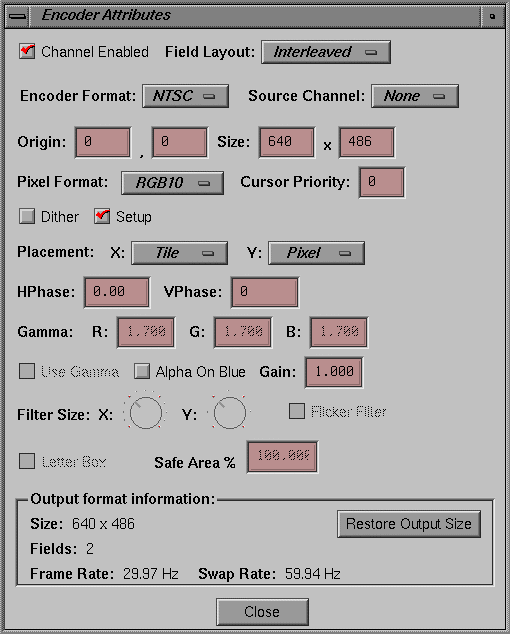 Encoder Attributes
Channel Enabled Field Layout: Interleaved
Encoder Format: NTSC Source Channel: None
Origin: 0 , 0 Size: 640 x 486
Pixel Format: RGB10 Cursor Priority: 0
Dither Setup
Placement: X: Tile Y: Pixel
HPhase: 0.00 VPhase: 0
Gamma: R: 1.700 G: 1.700 B: 1.700
Use Gamma Alpha On Blue Gain: 1.000
Filter Size: X: Y: Flicker Filter
Letter Box Safe Area % 100.000
Output format information:
Size: 640 x 486 Restore Output Size
Fields: 2
Frame Rate: 29.97 Hz Swap Rate: 59.94 Hz
Close